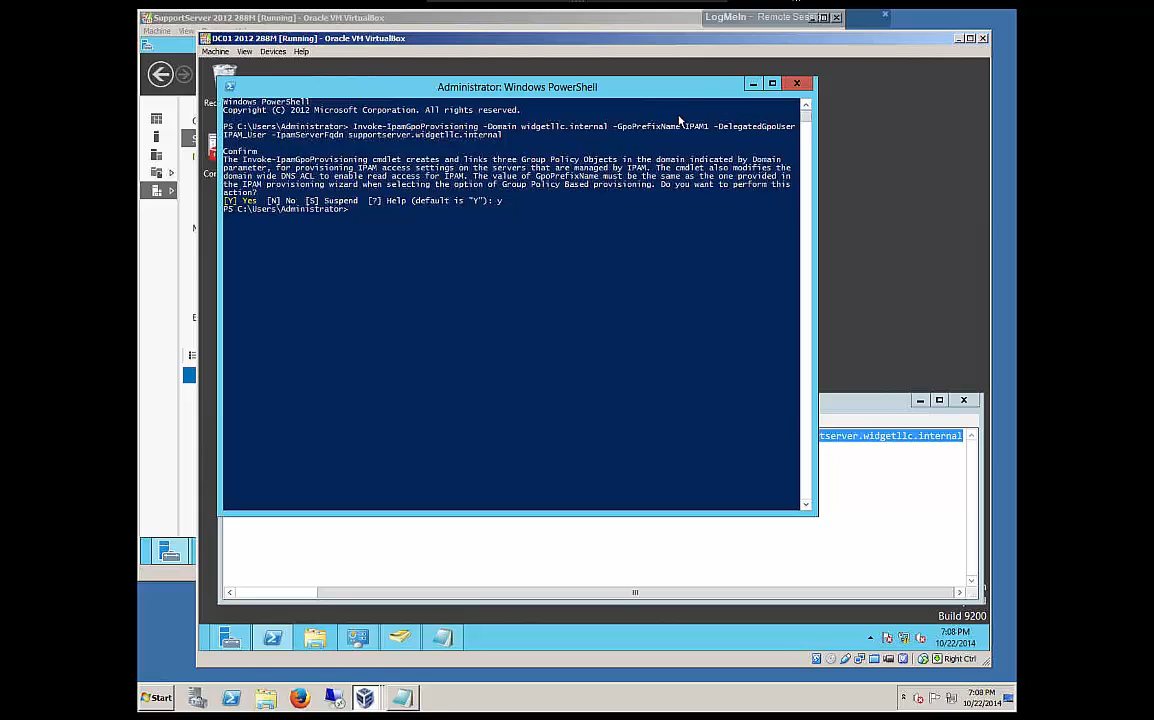 SupportServer 2012 288M [Running] - Oracle VM VirtualBox
LogMeIn - Remote Session
Machine View
DC01 2012 288M [Running] - Oracle VM VirtualBox
Machine View Devices Help
Rec
Administrator: Windows PowerShell
Windows PowerShell
Copyright (C) 2012 Microsoft Corporation. All rights reserved.
PS C:\Users\Administrator> Invoke-IpamGpoProvisioning -Domain widgetllc.internal -GpoPrefixName IPAM1 -DelegatedGpoUser
IPAM_User -IpamServerFqdn supportserver.widgetllc.internal
Confirm
The Invoke-IpamGpoProvisioning cmdlet creates and links three Group Policy Objects in the domain indicated by Domain
parameter, for provisioning IPAM access settings on the servers that are managed by IPAM. The cmdlet also modifies the
domain wide DNS ACL to enable read access for IPAM. The value of GpoPrefixName must be the same as the one provided in
the IPAM provisioning wizard when selecting the option of Group Policy Based provisioning. Do you want to perform this
action?
[Y] Yes [N] No [S] Suspend [?] Help (default is "Y"): y
PS C:\Users\Administrator>
Con
tserver.widgetllc.internal
Build 9200
7:08 PM
10/22/2014
Right Ctrl
Start
7:08 PM
10/22/2014